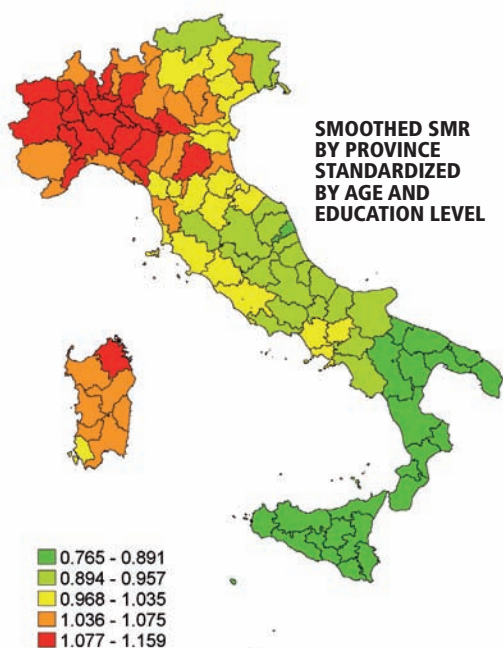 SMOOTHED SMR
BY PROVINCE
STANDARDIZED
BY AGE AND
EDUCATION LEVEL
0.765 - 0.891
0.894 - 0.957
0.968 - 1.035
1.036 - 1.075
1.077 - 1.159